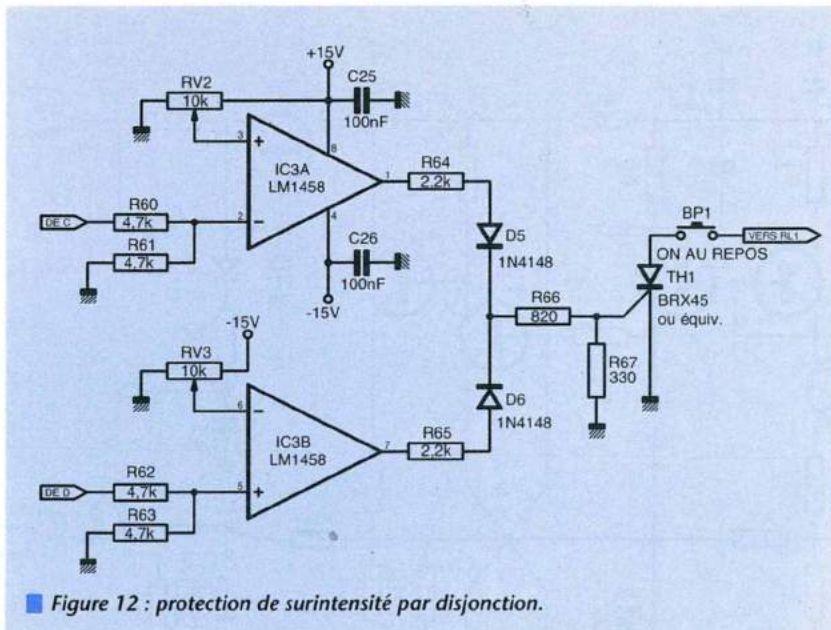 +15V
RV2
10k
C25
100nF
3
+
8
IC3A
LM1458
1
R64
2,2k
DE C
R60
4,7k
2
−
4
R61
4,7k
C26
100nF
-15V
D5
1N4148
BP1
VERS RL1
ON AU REPOS
TH1
BRX45
ou équiv.
R66
820
R67
330
-15V
RV3
10k
6
−
IC3B
LM1458
7
R65
2,2k
D6
1N4148
DE D
R62
4,7k
5
+
R63
4,7k
Figure 12 : protection de surintensité par disjonction.